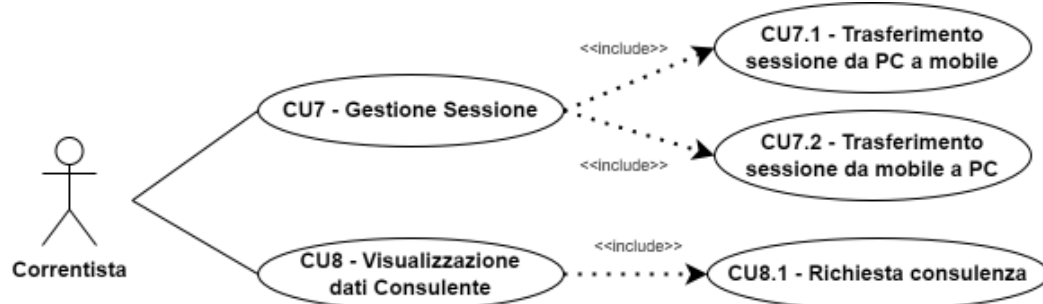 CU7.1 - Trasferimento
sessione da PC a mobile
<<include>>
CU7 - Gestione Sessione
CU7.2 - Trasferimento
sessione da mobile a PC
<<include>>
Correntista
<<include>>
CU8 - Visualizzazione
dati Consulente
CU8.1 - Richiesta consulenza